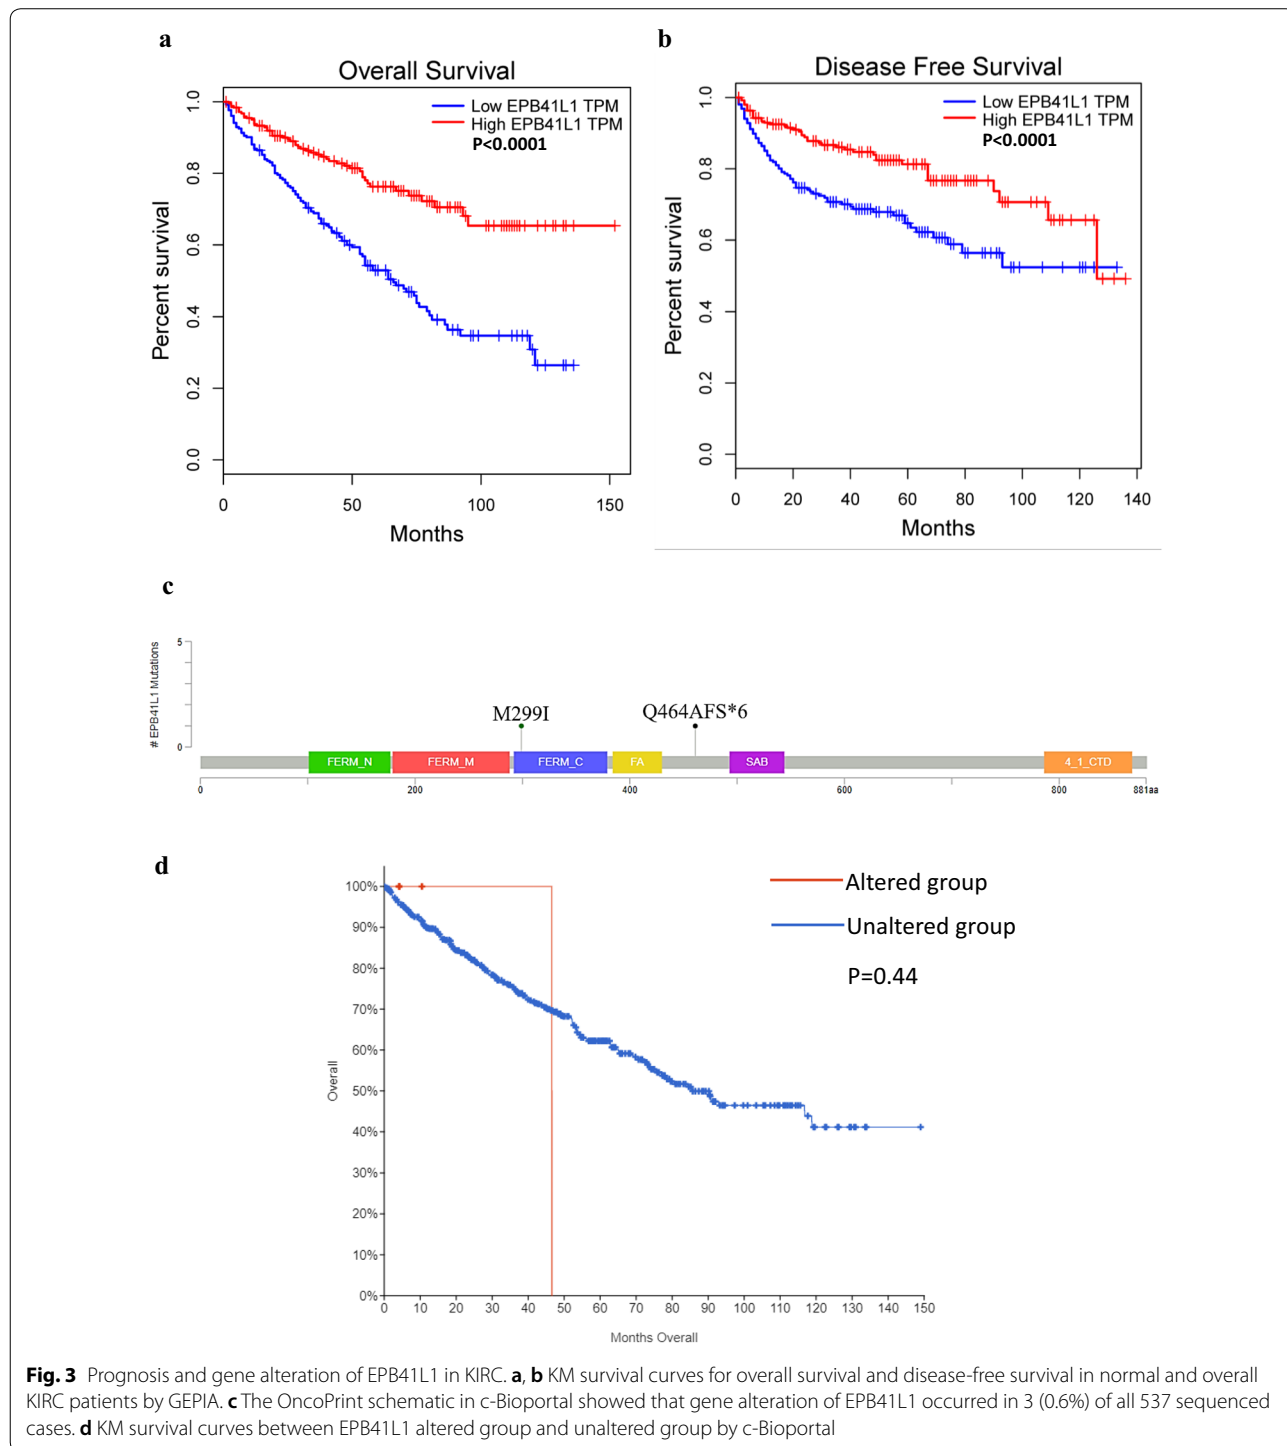 a
Overall Survival
Low EPB41L1 TPM
High EPB41L1 TPM
P<0.0001
Percent survival
1.0
0.8
0.6
0.4
0.2
0.0
0 50 100 150
Months
b
Disease Free Survival
Low EPB41L1 TPM
High EPB41L1 TPM
P<0.0001
Percent survival
1.0
0.8
0.6
0.4
0.2
0.0
0 20 40 60 80 100 120 140
Months
c
# EPB41L1 Mutations
5
0
M299I Q464AFS*6
FERM_N FERM_M FERM_C FA SAB 4_1_CTD
0 200 400 600 800 881aa
d
Altered group
Unaltered group
P=0.44
Overall
100%
90%
80%
70%
60%
50%
40%
30%
20%
10%
0%
0 10 20 30 40 50 60 70 80 90 100 110 120 130 140 150
Months Overall
Fig. 3 Prognosis and gene alteration of EPB41L1 in KIRC. a, b KM survival curves for overall survival and disease-free survival in normal and overall
KIRC patients by GEPIA. c The OncoPrint schematic in c-Bioportal showed that gene alteration of EPB41L1 occurred in 3 (0.6%) of all 537 sequenced
cases. d KM survival curves between EPB41L1 altered group and unaltered group by c-Bioportal